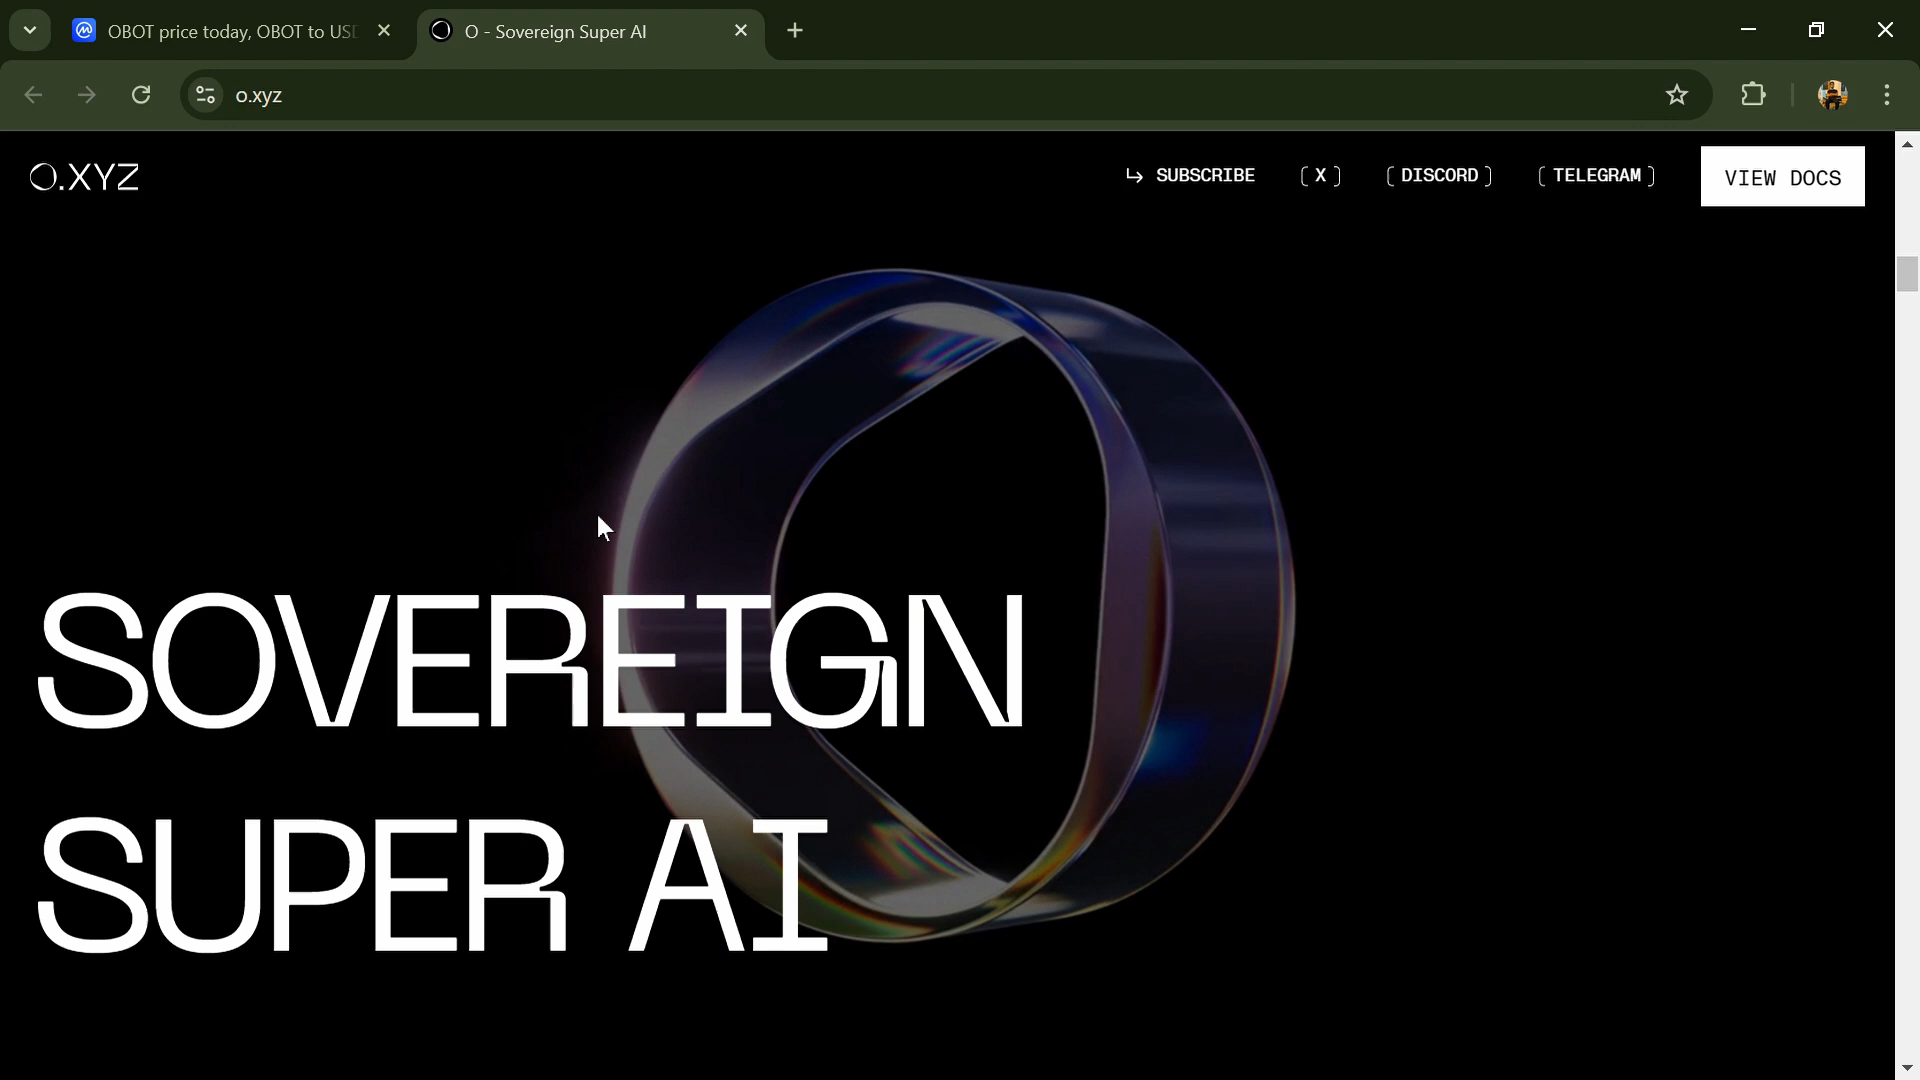 OBOT price today, OBOT to USD
O - Sovereign Super AI
o.xyz
O.XYZ
↳ SUBSCRIBE
[ X ]
[ DISCORD ]
[ TELEGRAM ]
VIEW DOCS
SOVEREIGN
SUPER AI